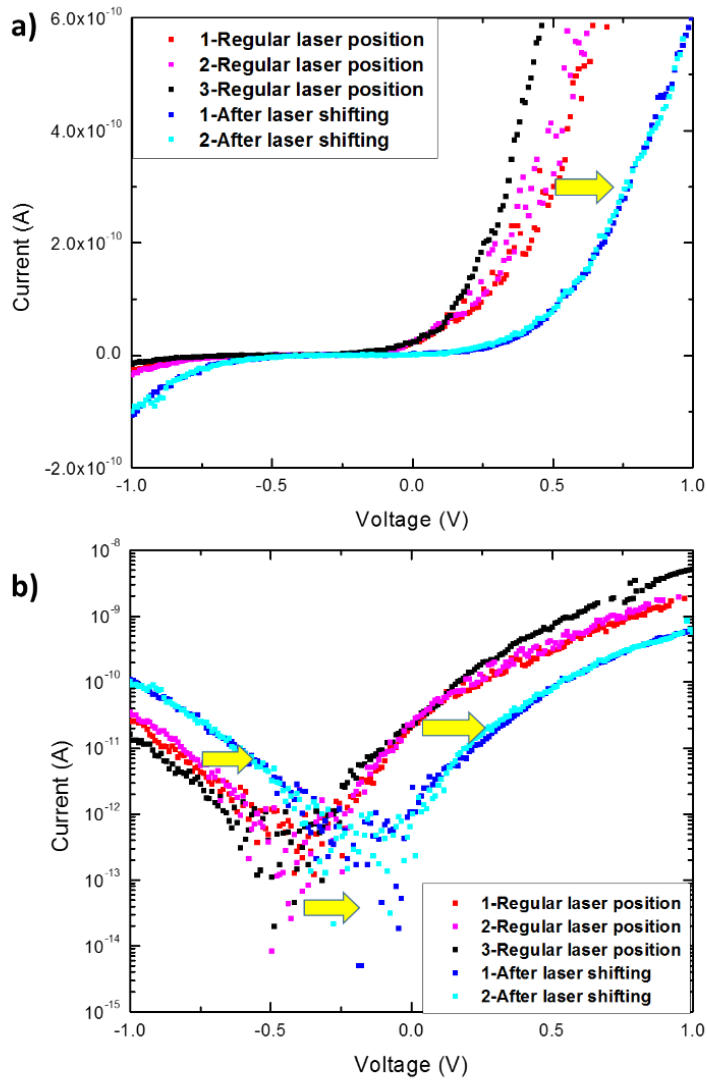 a)
6.0x10⁻¹⁰
4.0x10⁻¹⁰
2.0x10⁻¹⁰
0.0
-2.0x10⁻¹⁰
Current (A)
1-Regular laser position
2-Regular laser position
3-Regular laser position
1-After laser shifting
2-After laser shifting
-1.0 -0.5 0.0 0.5 1.0
Voltage (V)
b)
10⁻⁸
10⁻⁹
10⁻¹⁰
10⁻¹¹
10⁻¹²
10⁻¹³
10⁻¹⁴
10⁻¹⁵
Current (A)
1-Regular laser position
2-Regular laser position
3-Regular laser position
1-After laser shifting
2-After laser shifting
-1.0 -0.5 0.0 0.5 1.0
Voltage (V)